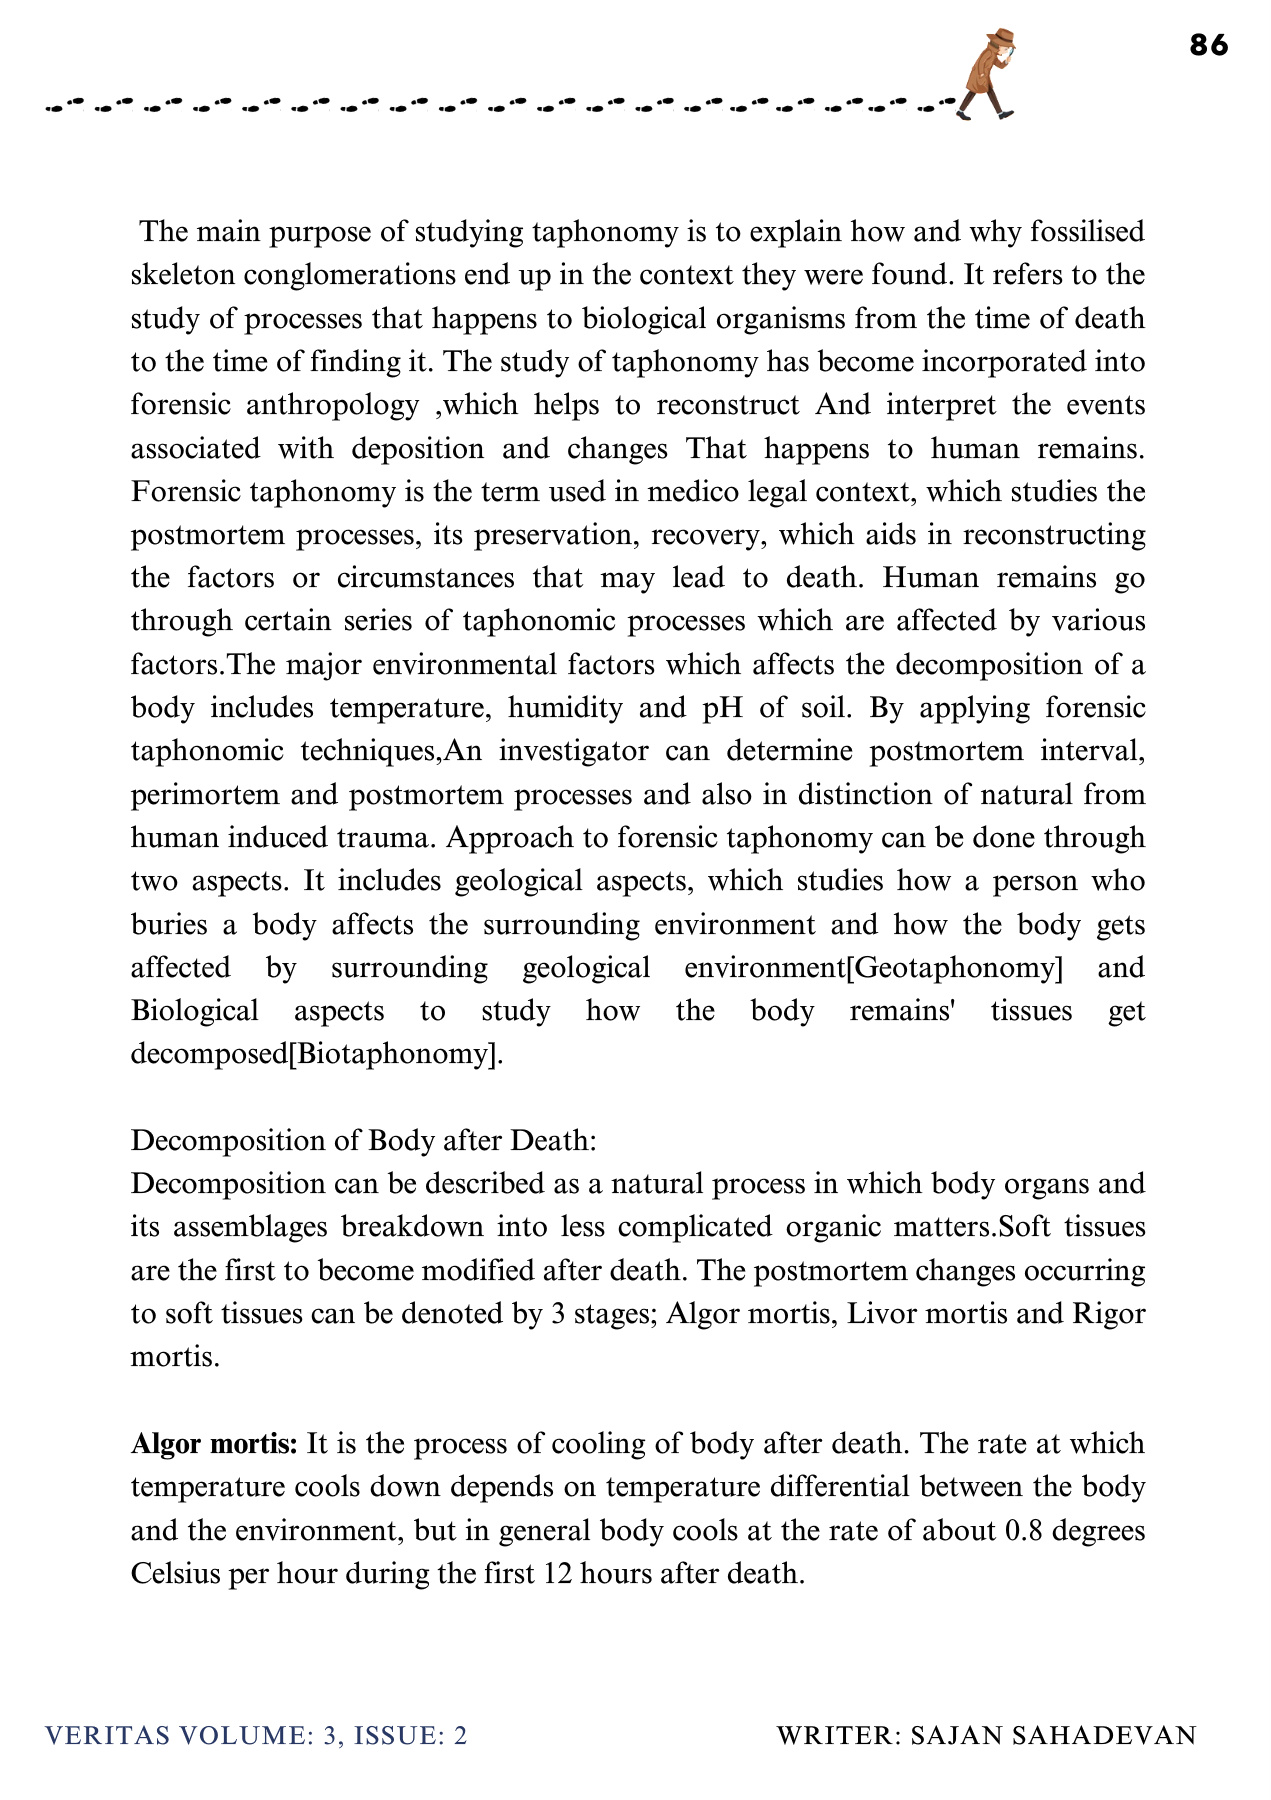 86
The main purpose of studying taphonomy is to explain how and why fossilised
skeleton conglomerations end up in the context they were found. It refers to the
study of processes that happens to biological organisms from the time of death
to the time of finding it. The study of taphonomy has become incorporated into
forensic anthropology ,which helps to reconstruct And interpret the events
associated with deposition and changes That happens to human remains.
Forensic taphonomy is the term used in medico legal context, which studies the
postmortem processes, its preservation, recovery, which aids in reconstructing
the factors or circumstances that may lead to death. Human remains go
through certain series of taphonomic processes which are affected by various
factors.The major environmental factors which affects the decomposition of a
body includes temperature, humidity and pH of soil. By applying forensic
taphonomic techniques,An investigator can determine postmortem interval,
perimortem and postmortem processes and also in distinction of natural from
human induced trauma. Approach to forensic taphonomy can be done through
two aspects. It includes geological aspects, which studies how a person who
buries a body affects the surrounding environment and how the body gets
affected by surrounding geological environment[Geotaphonomy] and
Biological aspects to study how the body remains' tissues get
decomposed[Biotaphonomy].
Decomposition of Body after Death:
Decomposition can be described as a natural process in which body organs and
its assemblages breakdown into less complicated organic matters.Soft tissues
are the first to become modified after death. The postmortem changes occurring
to soft tissues can be denoted by 3 stages; Algor mortis, Livor mortis and Rigor
mortis.
Algor mortis: It is the process of cooling of body after death. The rate at which
temperature cools down depends on temperature differential between the body
and the environment, but in general body cools at the rate of about 0.8 degrees
Celsius per hour during the first 12 hours after death.
VERITAS VOLUME: 3, ISSUE: 2
WRITER: SAJAN SAHADEVAN